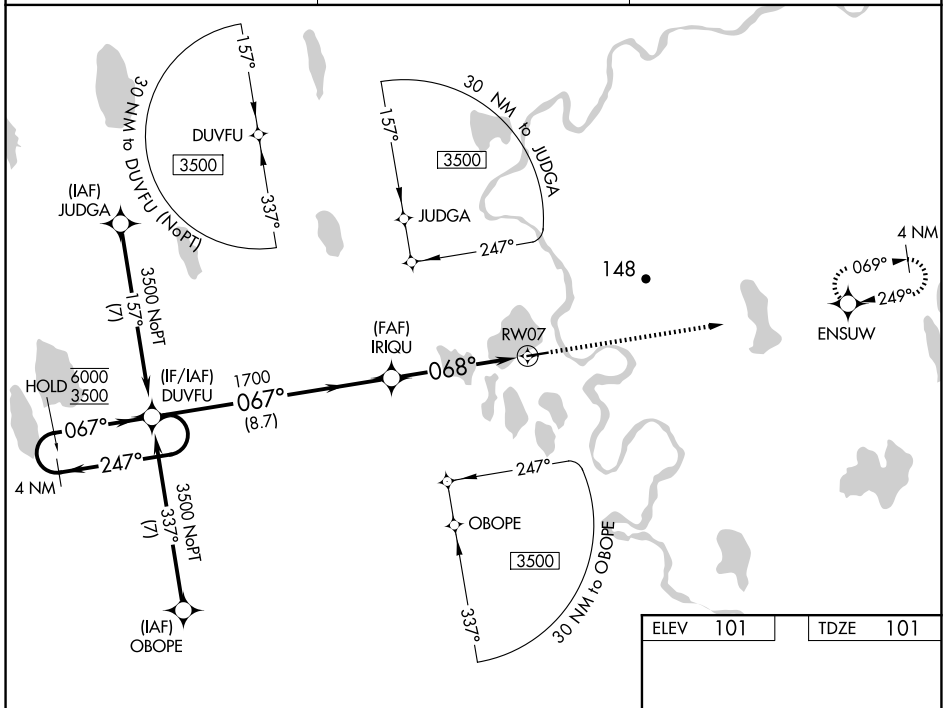 157°
DUVFU
3500
337°
30 NM to DUVFU (NoPT)
30 NM to JUDGA
157°
3500
JUDGA
247°
(IAF)
JUDGA
3500 NoPT
157°
(7)
148
4 NM
069°
249°
ENSUW
RW07
(FAF)
IRIQU
068°
HOLD
6000
3500
(IF/IAF)
DUVFU
1700
067°
(8.7)
067°
247°
4 NM
3500 NoPT
337°
(7)
(IAF)
OBOPE
247°
OBOPE
3500
337°
30 NM to OBOPE
ELEV 101
TDZE 101